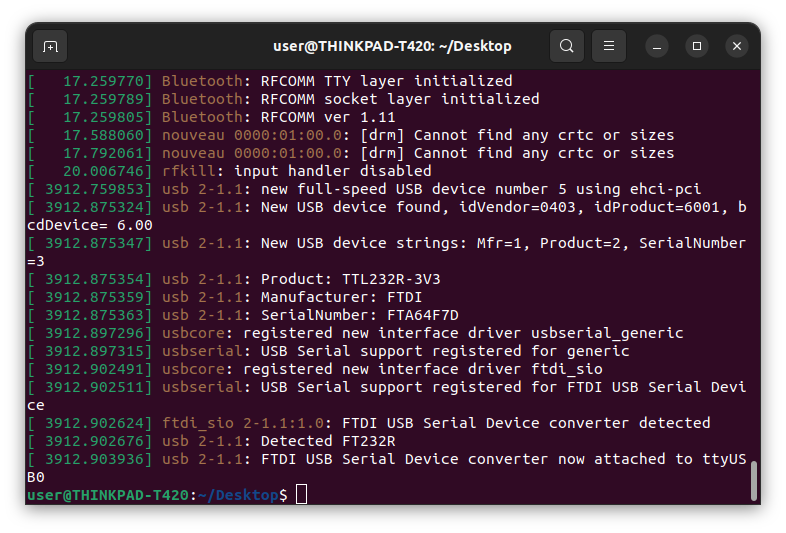 user@THINKPAD-T420: ~/Desktop
[   17.259770] Bluetooth: RFCOMM TTY layer initialized
[   17.259789] Bluetooth: RFCOMM socket layer initialized
[   17.259805] Bluetooth: RFCOMM ver 1.11
[   17.588060] nouveau 0000:01:00.0: [drm] Cannot find any crtc or sizes
[   17.792061] nouveau 0000:01:00.0: [drm] Cannot find any crtc or sizes
[   20.006746] rfkill: input handler disabled
[ 3912.759853] usb 2-1.1: new full-speed USB device number 5 using ehci-pci
[ 3912.875324] usb 2-1.1: New USB device found, idVendor=0403, idProduct=6001, b
cdDevice= 6.00
[ 3912.875347] usb 2-1.1: New USB device strings: Mfr=1, Product=2, SerialNumber
=3
[ 3912.875354] usb 2-1.1: Product: TTL232R-3V3
[ 3912.875359] usb 2-1.1: Manufacturer: FTDI
[ 3912.875363] usb 2-1.1: SerialNumber: FTA64F7D
[ 3912.897296] usbcore: registered new interface driver usbserial_generic
[ 3912.897315] usbserial: USB Serial support registered for generic
[ 3912.902491] usbcore: registered new interface driver ftdi_sio
[ 3912.902511] usbserial: USB Serial support registered for FTDI USB Serial Devi
ce
[ 3912.902624] ftdi_sio 2-1.1:1.0: FTDI USB Serial Device converter detected
[ 3912.902676] usb 2-1.1: Detected FT232R
[ 3912.903936] usb 2-1.1: FTDI USB Serial Device converter now attached to ttyUS
B0
user@THINKPAD-T420:~/Desktop$